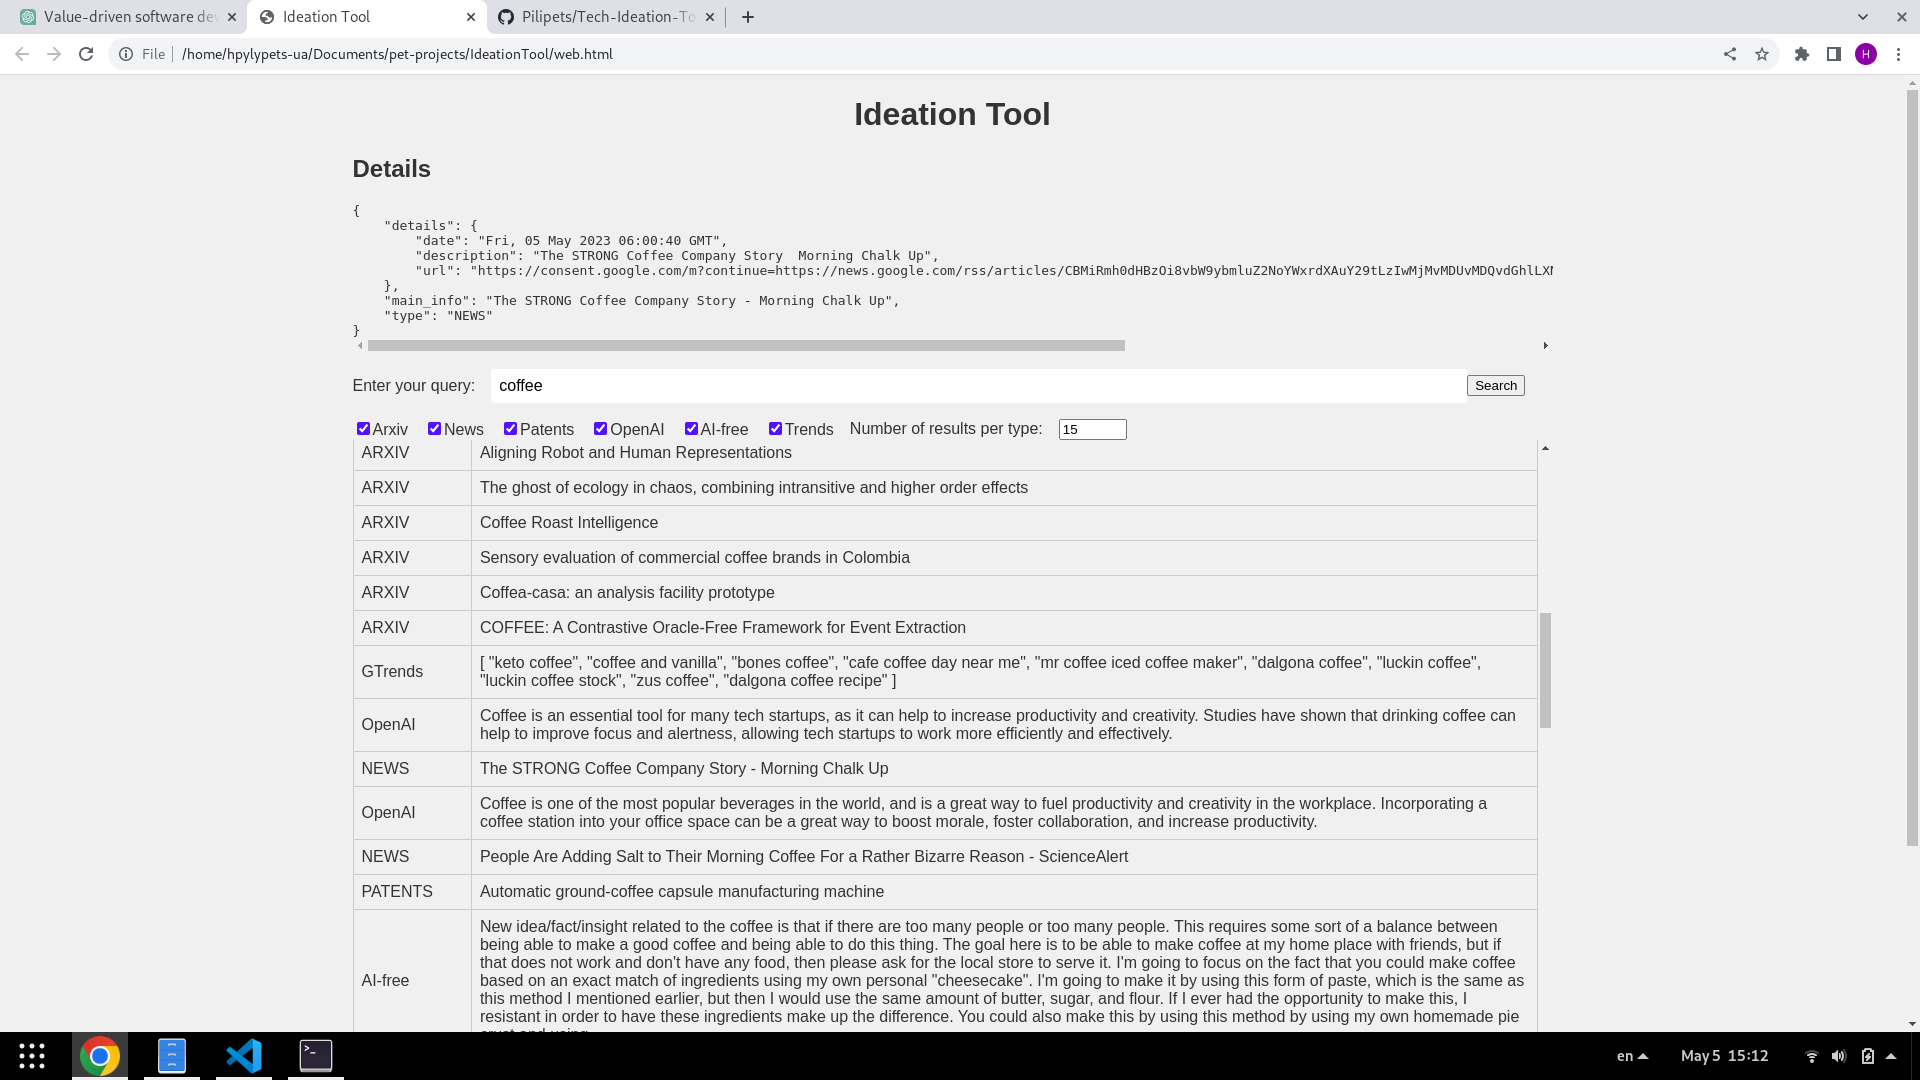 Value-driven software de
Ideation Tool
Pilipets/Tech-Ideation-To
File
/home/hpylypets-ua/Documents/pet-projects/IdeationTool/web.html
H
Ideation Tool
Details
{
"details": {
"date": "Fri, 05 May 2023 06:00:40 GMT",
"description": "The STRONG Coffee Company Story  Morning Chalk Up",
"url": "https://consent.google.com/m?continue=https://news.google.com/rss/articles/CBMiRmh0dHBzOi8vbW9ybmluZ2NoYWxrdXAuY29tLzIwMjMvMDUvMDQvdGhlLXN
},
"main_info": "The STRONG Coffee Company Story - Morning Chalk Up",
"type": "NEWS"
}
Enter your query: coffee Search
Arxiv News Patents OpenAI AI-free Trends Number of results per type: 15
ARXIV Aligning Robot and Human Representations
ARXIV The ghost of ecology in chaos, combining intransitive and higher order effects
ARXIV Coffee Roast Intelligence
ARXIV Sensory evaluation of commercial coffee brands in Colombia
ARXIV Coffea-casa: an analysis facility prototype
ARXIV COFFEE: A Contrastive Oracle-Free Framework for Event Extraction
GTrends [ "keto coffee", "coffee and vanilla", "bones coffee", "cafe coffee day near me", "mr coffee iced coffee maker", "dalgona coffee", "luckin coffee",
"luckin coffee stock", "zus coffee", "dalgona coffee recipe" ]
OpenAI Coffee is an essential tool for many tech startups, as it can help to increase productivity and creativity. Studies have shown that drinking coffee can
help to improve focus and alertness, allowing tech startups to work more efficiently and effectively.
NEWS The STRONG Coffee Company Story - Morning Chalk Up
OpenAI Coffee is one of the most popular beverages in the world, and is a great way to fuel productivity and creativity in the workplace. Incorporating a
coffee station into your office space can be a great way to boost morale, foster collaboration, and increase productivity.
NEWS People Are Adding Salt to Their Morning Coffee For a Rather Bizarre Reason - ScienceAlert
PATENTS Automatic ground-coffee capsule manufacturing machine
AI-free New idea/fact/insight related to the coffee is that if there are too many people or too many people. This requires some sort of a balance between
being able to make a good coffee and being able to do this thing. The goal here is to be able to make coffee at my home place with friends, but if
that does not work and don't have any food, then please ask for the local store to serve it. I'm going to focus on the fact that you could make coffee
based on an exact match of ingredients using my own personal "cheesecake". I'm going to make it by using this form of paste, which is the same as
this method I mentioned earlier, but then I would use the same amount of butter, sugar, and flour. If I ever had the opportunity to make this, I
resistant in order to have these ingredients make up the difference. You could also make this by using this method by using my own homemade pie
en May 5 15:12